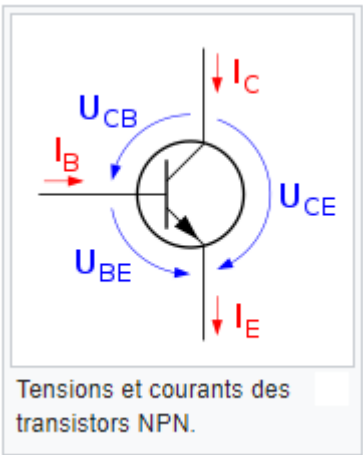 I_C
U_CB
I_B
U_CE
U_BE
I_E
Tensions et courants des
transistors NPN.